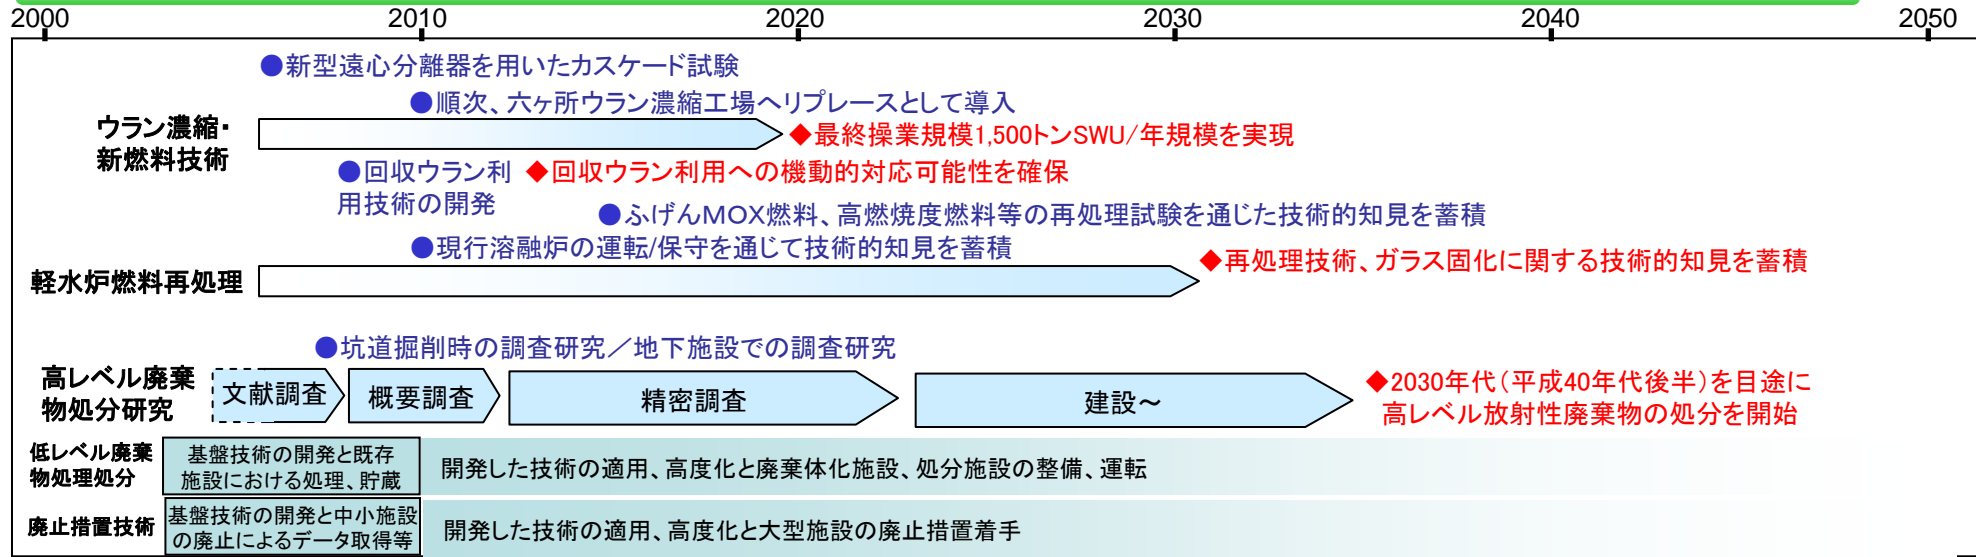 2000 2010 2020 2030 2040 2050
●新型遠心分離器を用いたカスケード試験
●順次、六ヶ所ウラン濃縮工場へリプレースとして導入
ウラン濃縮・
新燃料技術
◆最終操業規模1,500トンSWU/年規模を実現
●回収ウラン利
用技術の開発
◆回収ウラン利用への機動的対応可能性を確保
●ふげんMOX燃料、高燃焼度燃料等の再処理試験を通じた技術的知見を蓄積
●現行溶融炉の運転/保守を通じて技術的知見を蓄積
軽水炉燃料再処理
◆再処理技術、ガラス固化に関する技術的知見を蓄積
●坑道掘削時の調査研究／地下施設での調査研究
高レベル廃棄
物処分研究
文献調査
概要調査
精密調査
建設～
◆2030年代（平成40年代後半）を目途に
高レベル放射性廃棄物の処分を開始
低レベル廃棄
物処理処分
基盤技術の開発と既存
施設における処理、貯蔵
開発した技術の適用、高度化と廃棄体化施設、処分施設の整備、運転
廃止措置技術
基盤技術の開発と中小施設
の廃止によるデータ取得等
開発した技術の適用、高度化と大型施設の廃止措置着手